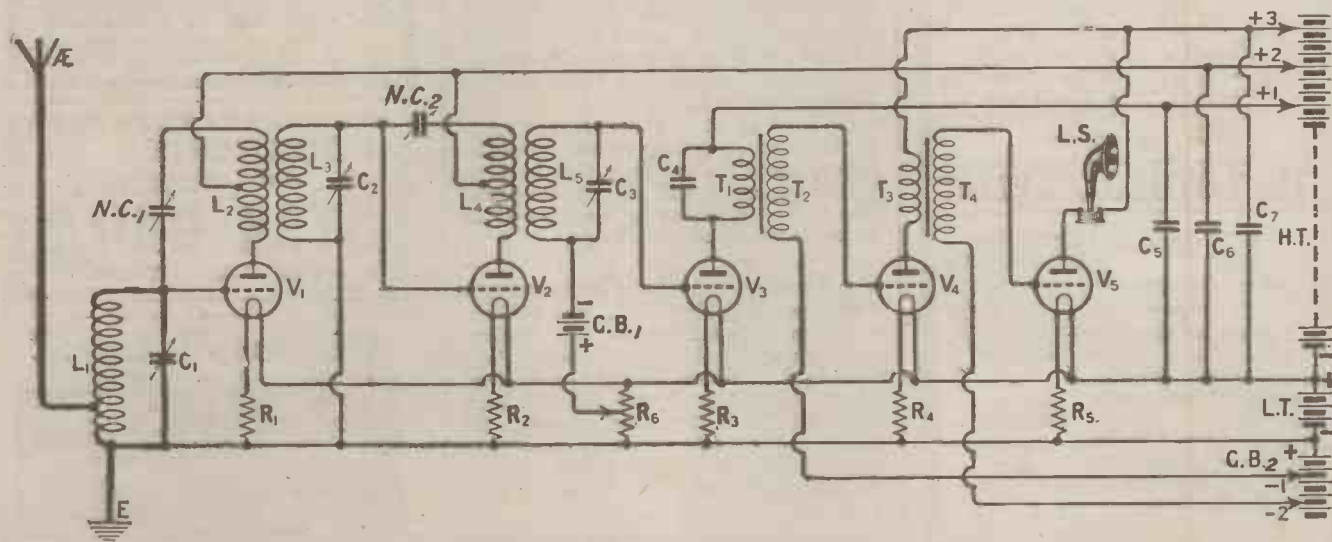 Æ
N.C.1
L1
C1
E
L2
V1
R1
L3
C2
N.C.2
L4
V2
R2
L5
C3
-
G.B.1
+
R6
C4
T1
T2
V3
R3
T3
T4
V4
R4
L.S.
V5
R5.
C5
C6
C7
+3
+2
+1
H.T.
-
+
L.T.
-
+
G.B.2
-1
-2